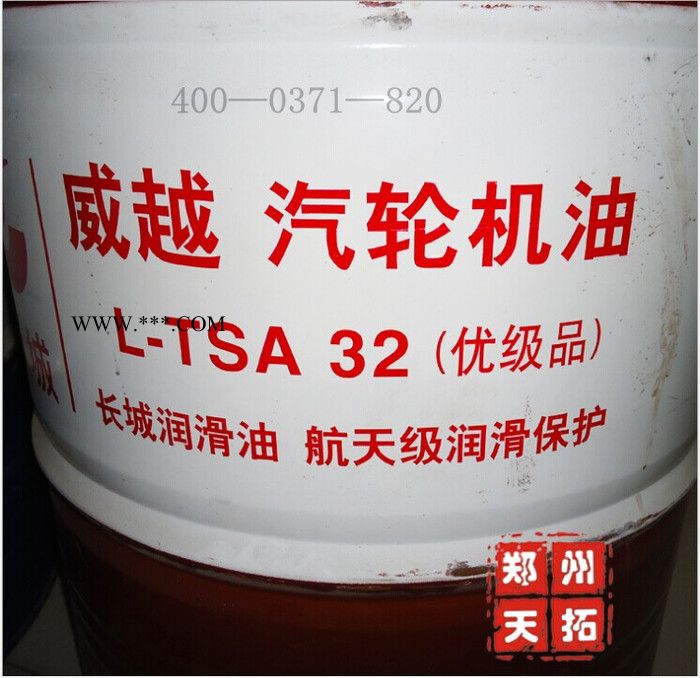 400—0371—820
威越 汽轮机油
WWW.***.COM
L-TSA 32(优级品)
城
长城润滑油 航天级润滑保护
郑州
天拓